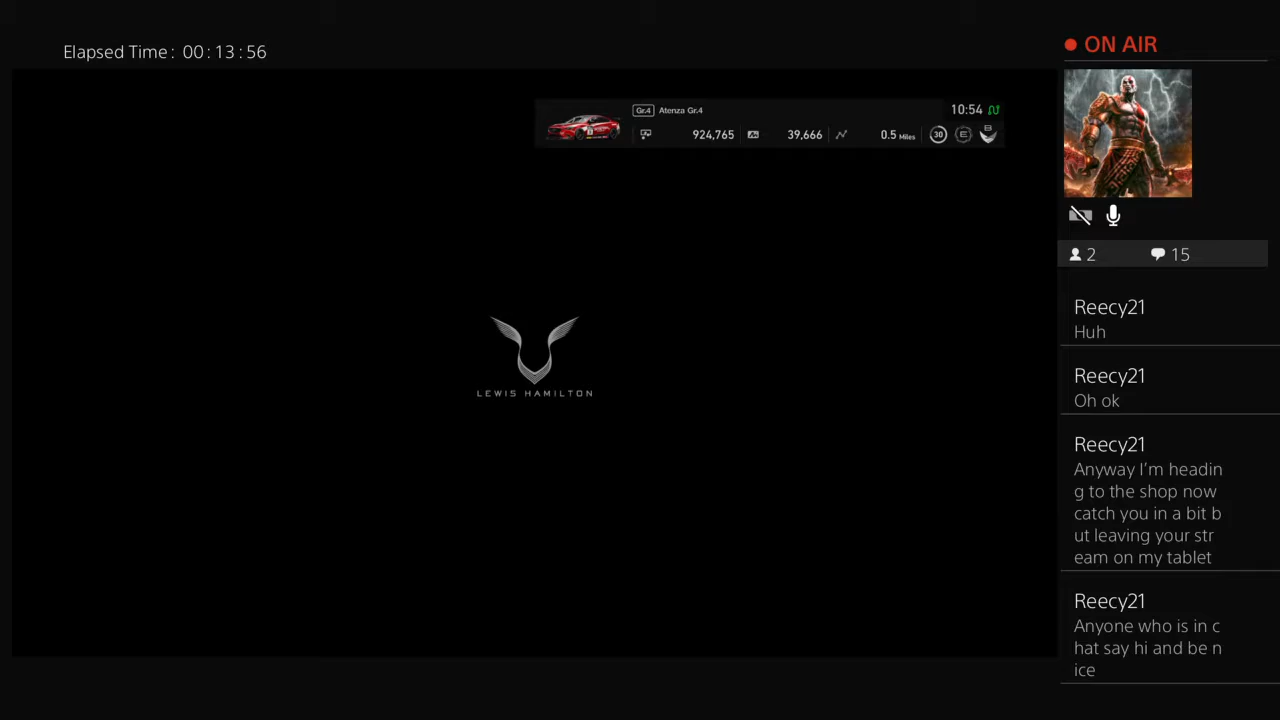 Elapsed Time: 00:13:56
ON AIR
Gr.4 Atenza Gr.4 10:54
924,765 39,666 0.5 Miles 30 E B
2 15
LEWIS HAMILTON
Reecy21
Huh
Reecy21
Oh ok
Reecy21
Anyway I'm headin
g to the shop now
catch you in a bit b
ut leaving your str
eam on my tablet
Reecy21
Anyone who is in c
hat say hi and be n
ice